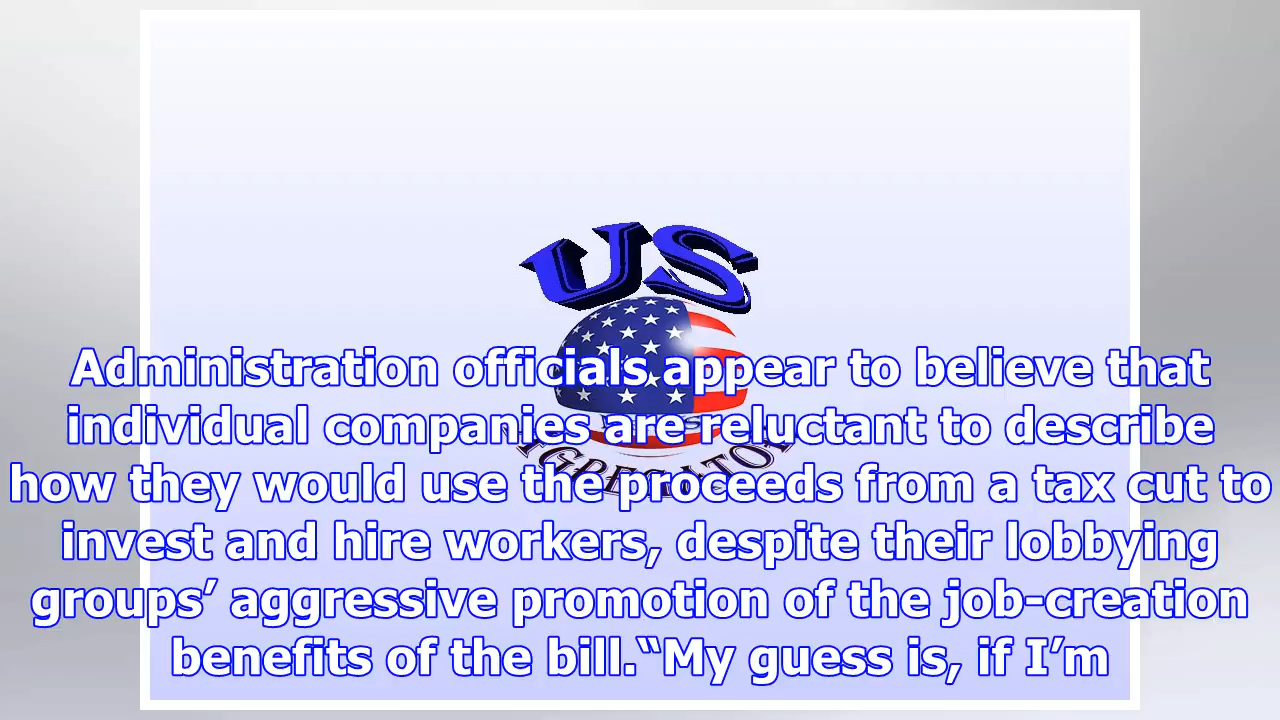 US
Administration officials appear to believe that
individual companies are reluctant to describe
how they would use the proceeds from a tax cut to
invest and hire workers, despite their lobbying
groups’ aggressive promotion of the job-creation
benefits of the bill.“My guess is, if I’m